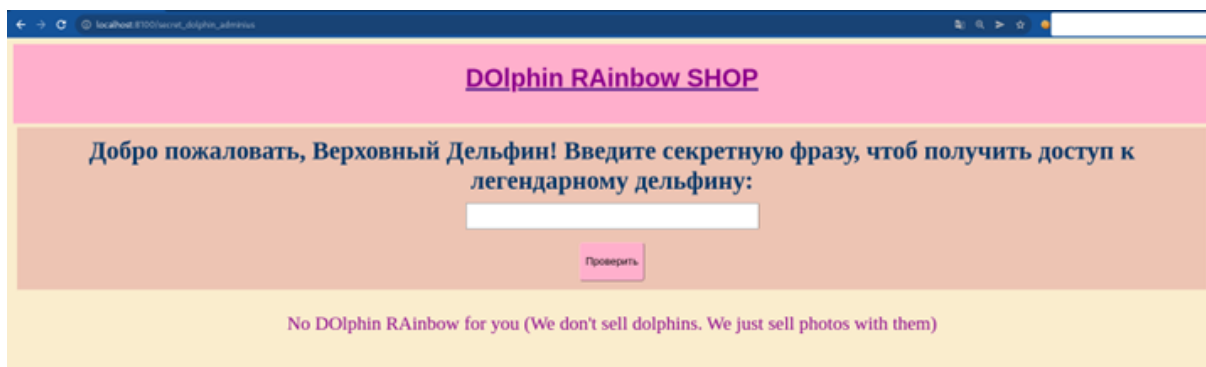 localhost:8100/secret_dolphin_adminius
DOlphin RAinbow SHOP
Добро пожаловать, Верховный Дельфин! Введите секретную фразу, чтоб получить доступ к
легендарному дельфину:
Проверить
No DOlphin RAinbow for you (We don't sell dolphins. We just sell photos with them)